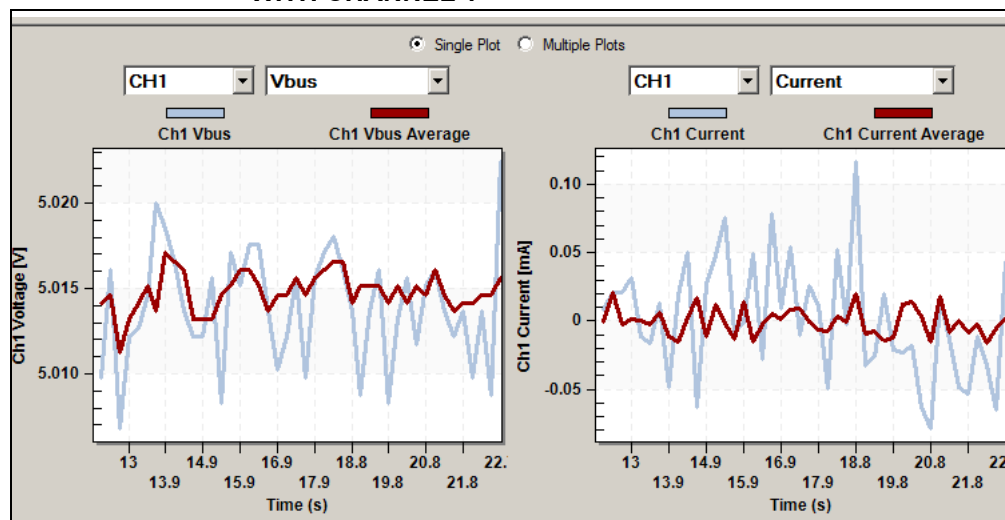 Single Plot Multiple Plots
CH1 Vbus CH1 Current
Ch1 Vbus Ch1 Vbus Average Ch1 Current Ch1 Current Average
Ch1 Voltage [V]
5.020
5.015
5.010
13 14.9 16.9 17.9 18.8 20.8 22.
13.9 15.9 17.9 19.8 21.8
Time (s)
Ch1 Current [mA]
0.10
0.05
0
-0.05
13 14.9 16.9 18.8 20.8 22
13.9 15.9 17.9 19.8 21.8
Time (s)